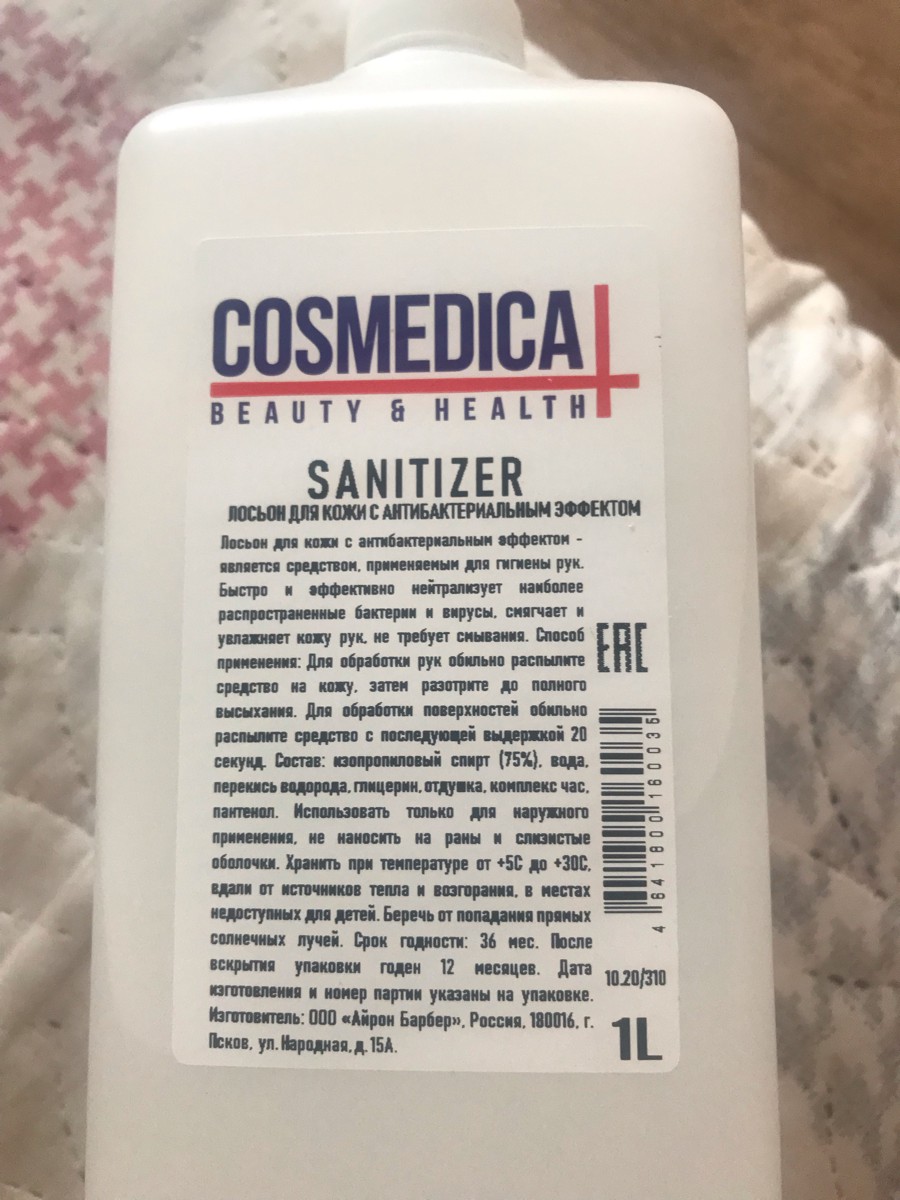 COSMEDICA
BEAUTY & HEALTH
SANITIZER
ЛОСЬОН ДЛЯ КОЖИ С АНТИБАКТЕРИАЛЬНЫМ ЭФФЕКТОМ
Лосьон для кожи с антибактериальным эффектом -
является средством, применяемым для гигиены рук.
Быстро и эффективно нейтрализует наиболее
распространенные бактерии и вирусы, смягчает и
увлажняет кожу рук, не требует смывания. Способ
применения: Для обработки рук обильно распылите
средство на кожу, затем разотрите до полного
высыхания. Для обработки поверхностей обильно
распылите средство с последующей выдержкой 20
секунд. Состав: изопропиловый спирт (75%), вода,
перекись водорода, глицерин, отдушка, комплекс час,
пантенол. Использовать только для наружного
применения, не наносить на раны и слизистые
оболочки. Хранить при температуре от +5С до +30С,
вдали от источников тепла и возгорания, в местах
недоступных для детей. Беречь от попадания прямых
солнечных лучей. Срок годности: 36 мес. После
вскрытия упаковки годен 12 месяцев. Дата
изготовления и номер партии указаны на упаковке.
Изготовитель: ООО «Айрон Барбер», Россия, 180016, г.
Псков, ул. Народная, д. 15А.
EAC
4 641800 160035
10.20/310
1L